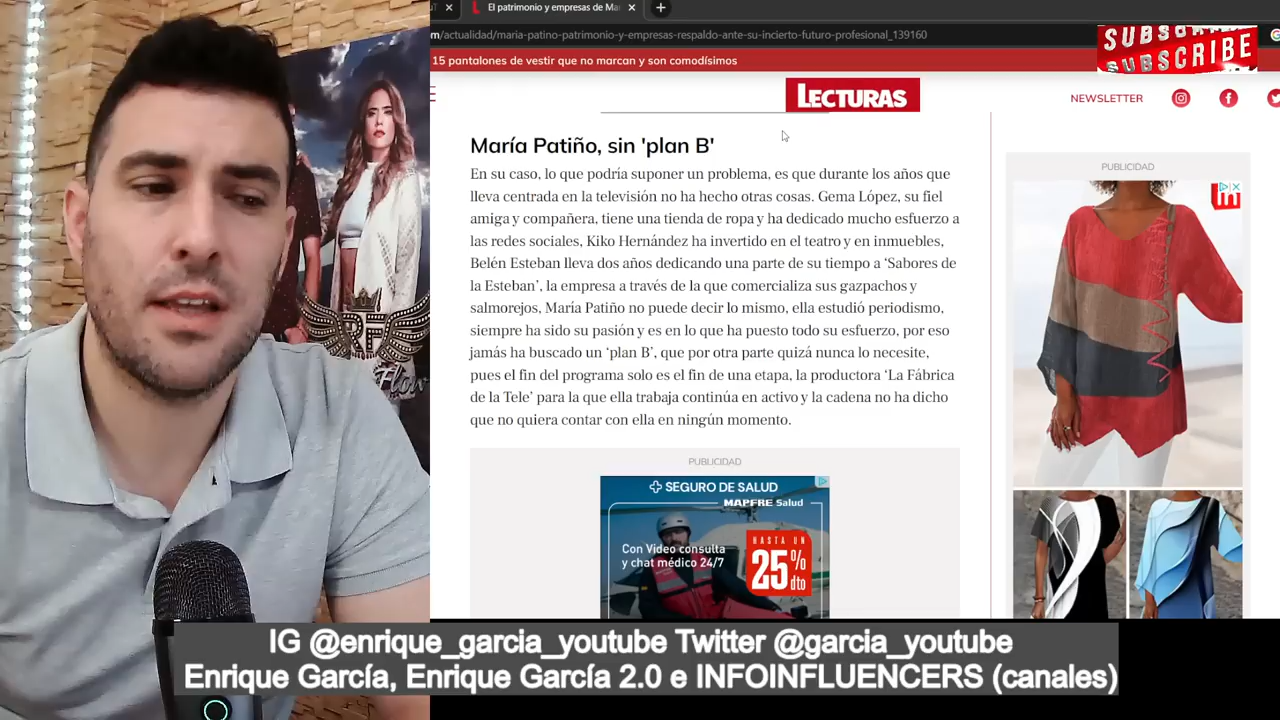 El patrimonio y empresas de Ma
m/actualidad/maria-patino-patrimonio-y-empresas-respaldo-ante-su-incierto-futuro-profesional_139160
SUBSCRIBE
SUBSCRIBE
15 pantalones de vestir que no marcan y son comodísimos
LECTURAS
NEWSLETTER
María Patiño, sin 'plan B'
En su caso, lo que podría suponer un problema, es que durante los años que
lleva centrada en la televisión no ha hecho otras cosas. Gema López, su fiel
amiga y compañera, tiene una tienda de ropa y ha dedicado mucho esfuerzo a
las redes sociales, Kiko Hernández ha invertido en el teatro y en inmuebles,
Belén Esteban lleva dos años dedicando una parte de su tiempo a ‘Sabores de
la Esteban’, la empresa a través de la que comercializa sus gazpachos y
salmorejos, María Patiño no puede decir lo mismo, ella estudió periodismo,
siempre ha sido su pasión y es en lo que ha puesto todo su esfuerzo, por eso
jamás ha buscado un ‘plan B’, que por otra parte quizá nunca lo necesite,
pues el fin del programa solo es el fin de una etapa, la productora ‘La Fábrica
de la Tele’ para la que ella trabaja continúa en activo y la cadena no ha dicho
que no quiera contar con ella en ningún momento.
PUBLICIDAD
PUBLICIDAD
SEGURO DE SALUD
MAPFRE Salud
Con Video consulta
y chat médico 24/7
HASTA UN
25%
dto
Flow
IG @enrique_garcia_youtube Twitter @garcia_youtube
Enrique García, Enrique García 2.0 e INFOINFLUENCERS (canales)